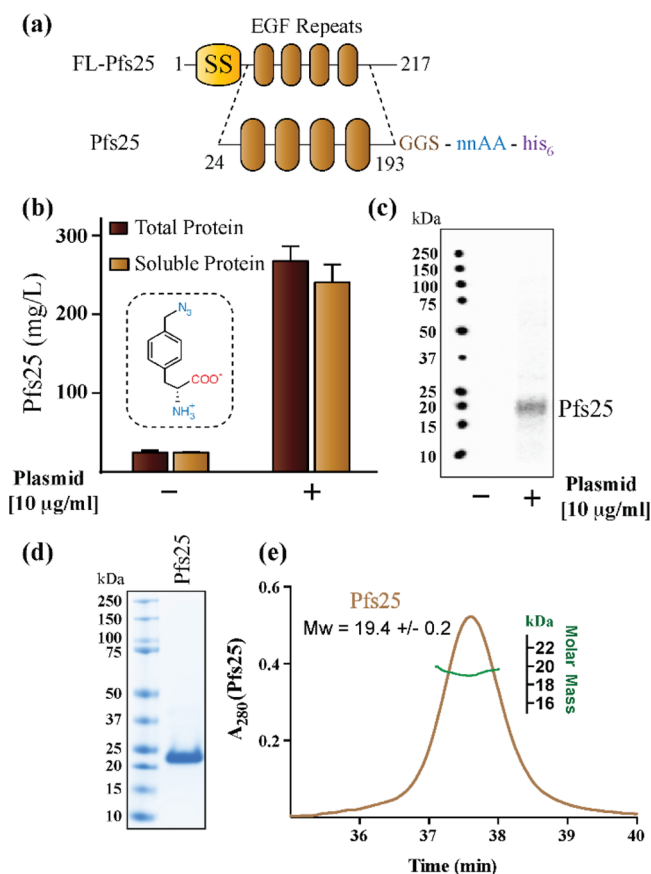 (a)
EGF Repeats
FL-Pfs25 1 SS 217
Pfs25 24 193 GGS - nnAA - his6
(b)
Total Protein
Soluble Protein
Pfs25 (mg/L)
300
200
100
N3
COO-
NH3+
Plasmid
[10 µg/ml]
− +
(c)
kDa
250
150
100
75
50
37
25
20
15
10
Pfs25
− + Plasmid
[10 µg/ml]
(d)
Pfs25
kDa
250
150
100
75
50
37
25
20
15
10
(e)
Pfs25
Mw = 19.4 +/- 0.2
A280(Pfs25)
0.6
0.4
0.2
kDa
22
20
18
16
Molar Mass
36 37 38 39 40
Time (min)